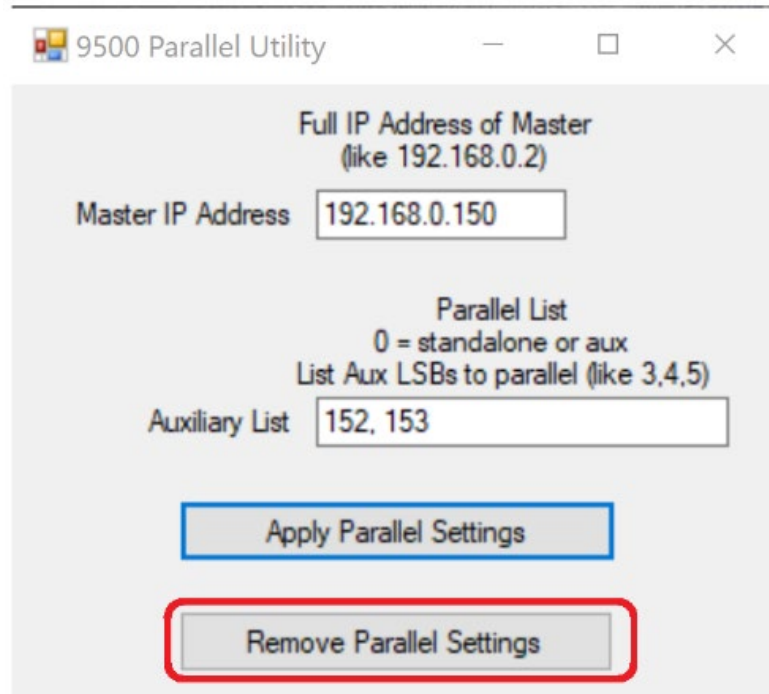 9500 Parallel Utility
Full IP Address of Master
(like 192.168.0.2)
Master IP Address 192.168.0.150
Parallel List
0 = standalone or aux
List Aux LSBs to parallel (like 3,4,5)
Auxiliary List 152, 153
Apply Parallel Settings
Remove Parallel Settings